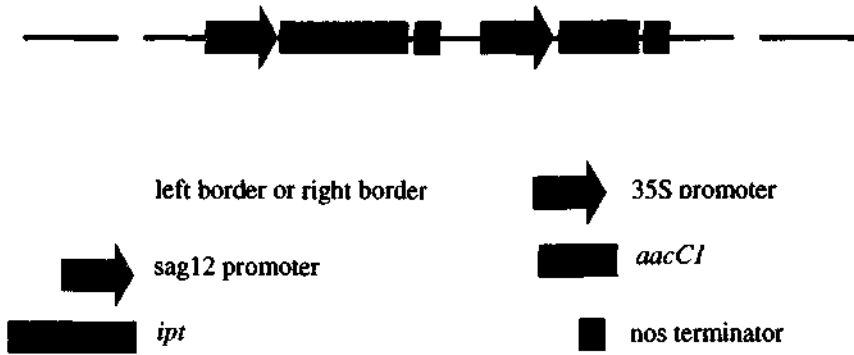 left border or right border
35S promoter
sag12 promoter
aacC1
ipt
nos terminator